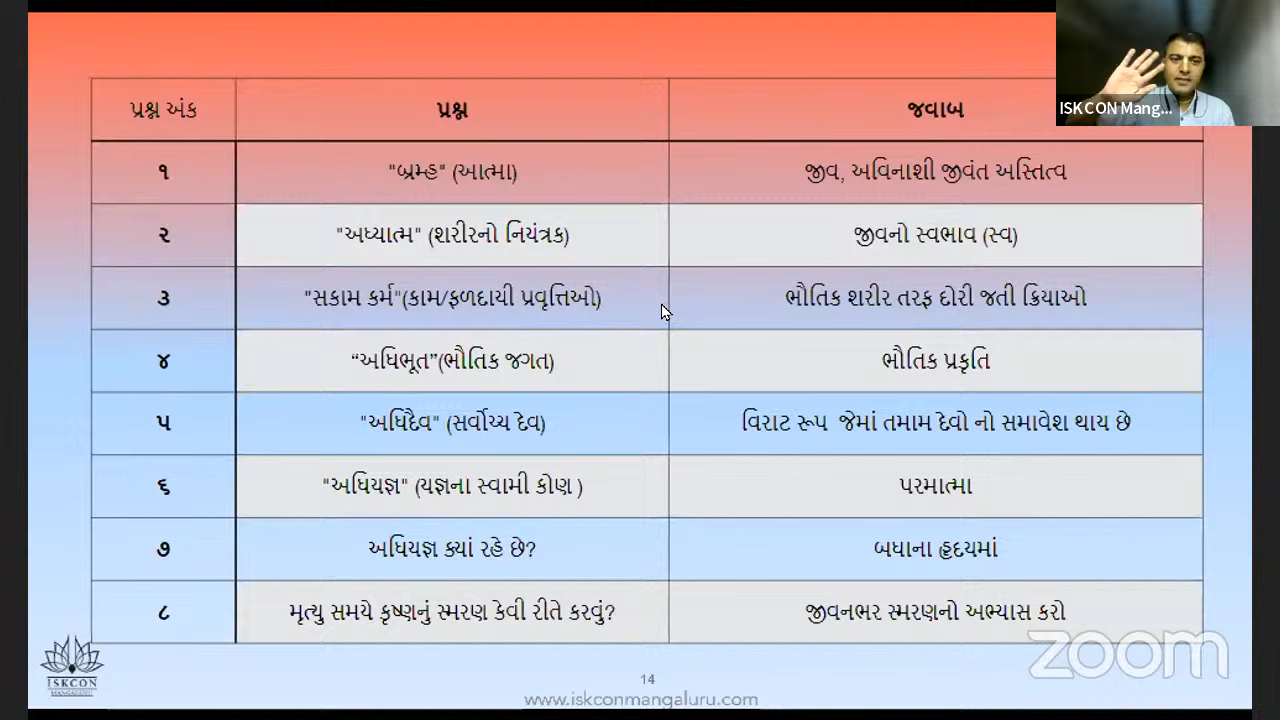 ISKCON Mang...
પ્રશ્ન અંક પ્રશ્ન જવાબ
૧ "બ્રમ્હ" (આત્મા) જીવ, અવિનાશી જીવંત અસ્તિત્વ
૨ "અધ્યાત્મ" (શરીરનો નિયંત્રક) જીવનો સ્વભાવ (સ્વ)
૩ "સકામ કર્મ"(કામ/ફળદાયી પ્રવૃત્તિઓ) ભૌતિક શરીર તરફ દોરી જતી ક્રિયાઓ
૪ “અધિભૂત”(ભૌતિક જગત) ભૌતિક પ્રકૃતિ
૫ "અધિદૈવ" (સર્વોચ્ચ દેવ) વિરાટ રૂપ જેમાં તમામ દેવો નો સમાવેશ થાય છે
૬ "અધિયજ્ઞ" (યજ્ઞના સ્વામી કોણ ) પરમાત્મા
૭ અધિયજ્ઞ ક્યાં રહે છે? બધાના હૃદયમાં
૮ મૃત્યુ સમયે કૃષ્ણનું સ્મરણ કેવી રીતે કરવું? જીવનભર સ્મરણનો અભ્યાસ કરો
zoom
ISKCON
MANGALURU
14
www.iskconmangaluru.com